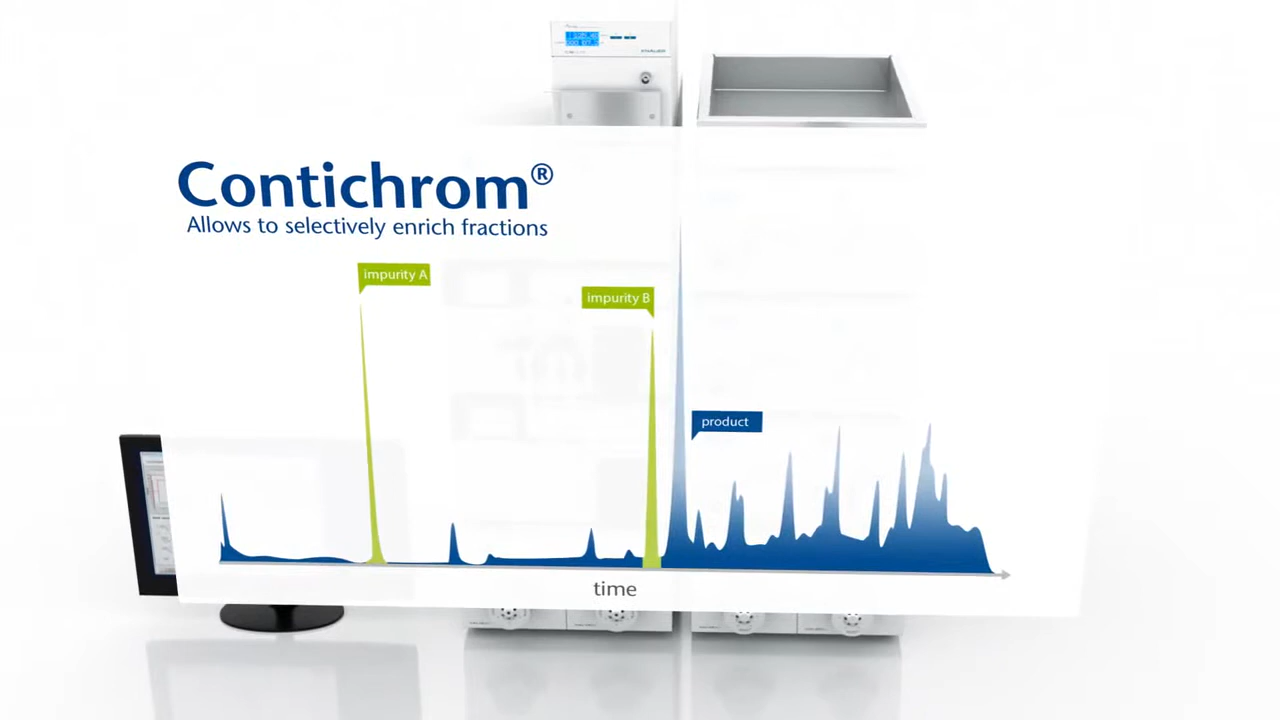 Contichrom®
Allows to selectively enrich fractions
impurity A
impurity B
product
time